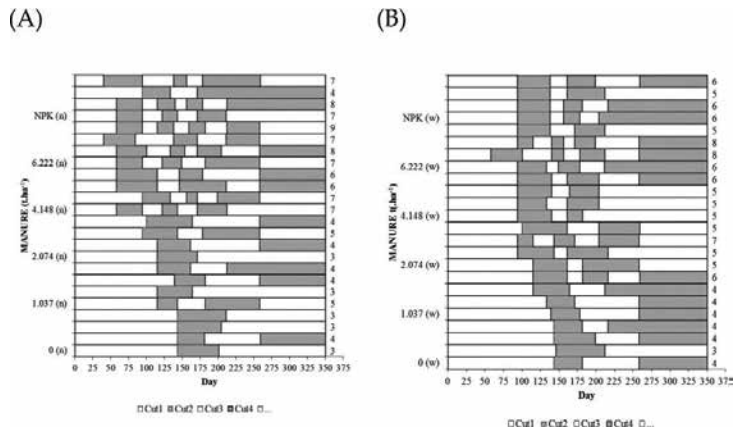 (A)
MANURE (t,ha⁻¹)
7
4
8
NPK (n) 7
9
7
8
6.222 (n) 7
6
6
7
4.148 (n) 7
4
5
4
2.074 (n) 3
4
4
3
1.037 (n) 5
3
3
4
0 (n) 3
0 25 50 75 100 125 150 175 200 225 250 275 300 325 350 375
Day
Cut1 Cut2 Cut3 Cut4 ...
(B)
MANURE t(,ha⁻¹)
6
5
6
NPK (w) 6
5
8
8
6.222 (w) 6
6
5
5
4.148 (w) 5
5
7
5
2.074 (w) 5
6
4
4
1.037 (w) 4
4
4
3
0 (w) 4
0 25 50 75 100 125 150 175 200 225 250 275 300 325 350 375
Day
Cut1 Cut2 Cut3 Cut4 ...